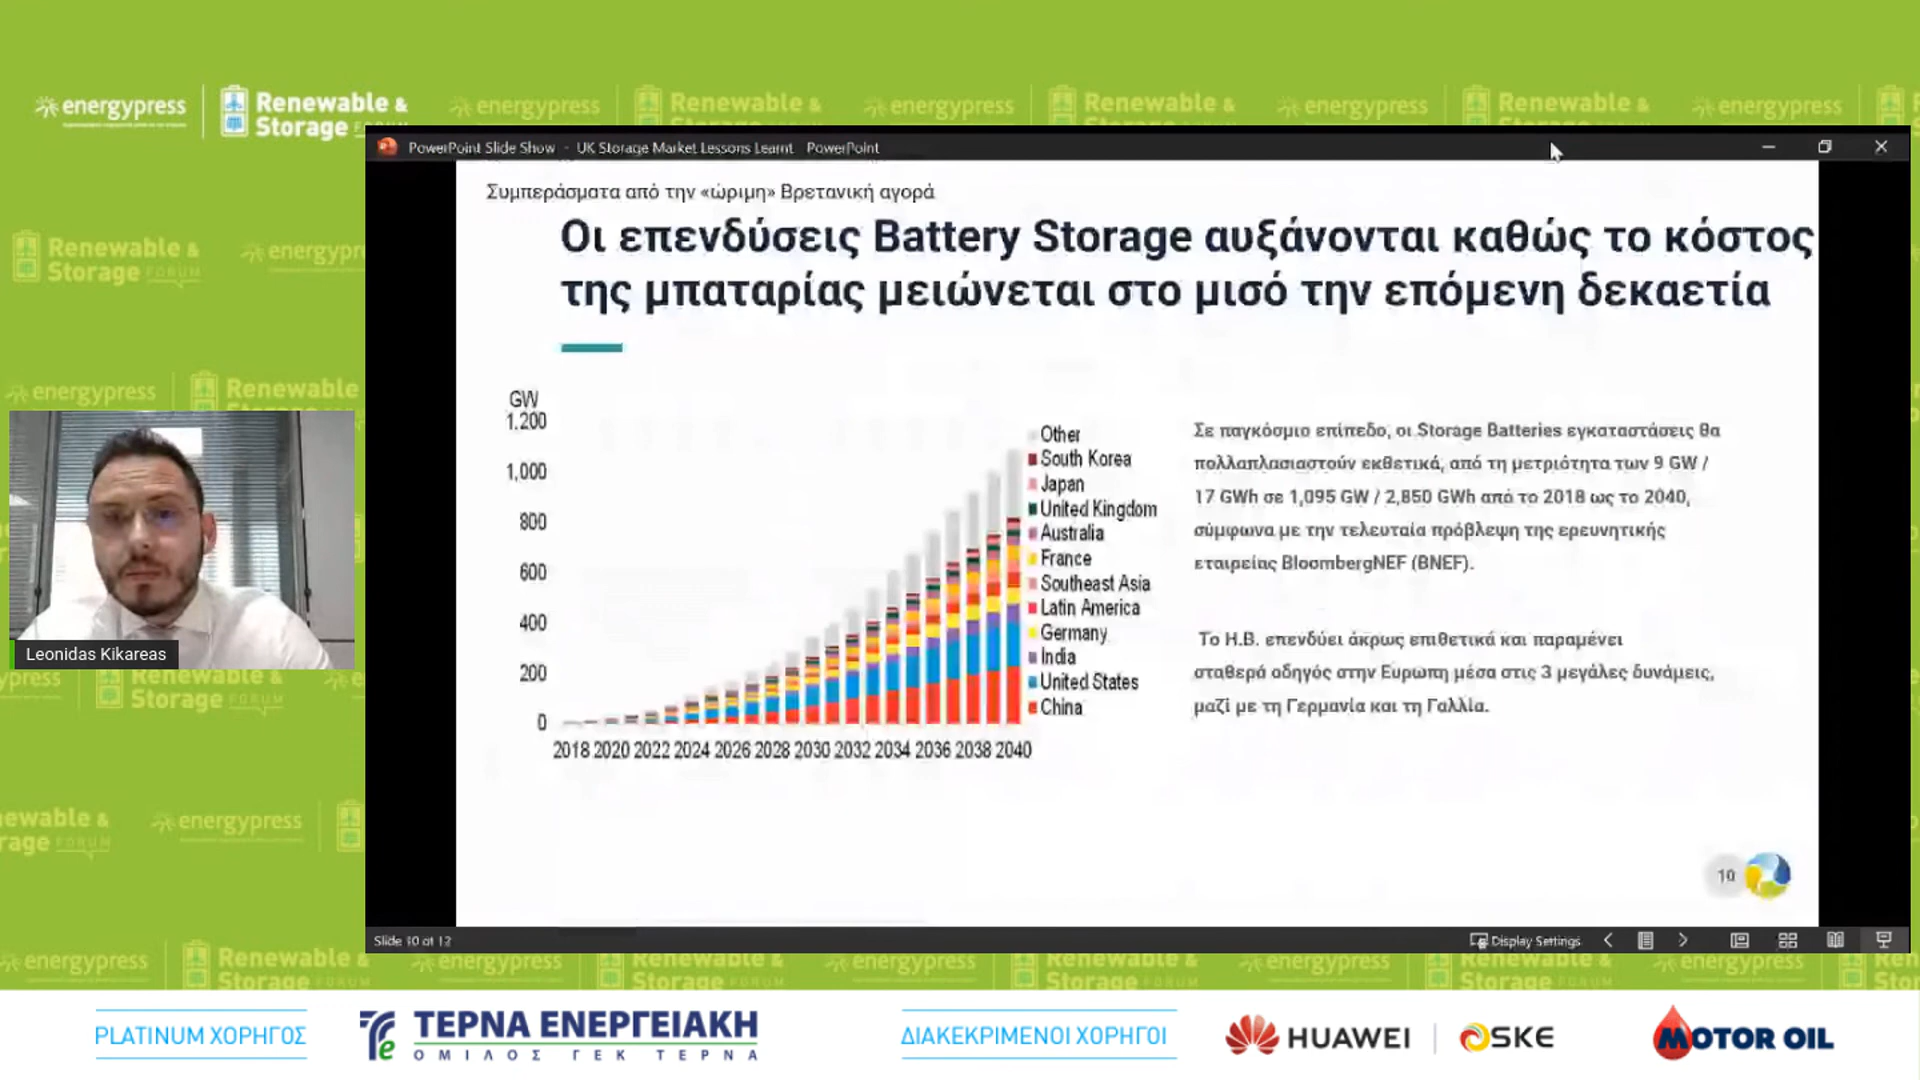 energypress
Renewable &
Storage FORUM
PowerPoint Slide Show - UK Storage Market Lessons Learnt PowerPoint
Συμπεράσματα από την «ώριμη» Βρετανική αγορά
Οι επενδύσεις Battery Storage αυξάνονται καθώς το κόστος
της μπαταρίας μειώνεται στο μισό την επόμενη δεκαετία
GW
1.200
1,000
800
600
400
200
0
2018 2020 2022 2024 2026 2028 2030 2032 2034 2036 2038 2040
Other
South Korea
Japan
United Kingdom
Australia
France
Southeast Asia
Latin America
Germany
India
United States
China
Σε παγκόσμιο επίπεδο, οι Storage Batteries εγκαταστάσεις θα
πολλαπλασιαστούν εκθετικά, από τη μετριότητα των 9 GW /
17 GWh σε 1,095 GW / 2,850 GWh από το 2018 ως το 2040,
σύμφωνα με την τελευταία πρόβλεψη της ερευνητικής
εταιρείας BloombergNEF (BNEF).
Το Η.Β. επενδύει άκρως επιθετικά και παραμένει
σταθερά οδηγός στην Ευρωπη μέσα στις 3 μεγάλες δυνάμεις,
μαζί με τη Γερμανία και τη Γαλλία.
10
Slide 10 of 12
Display Settings
Leonidas Kikareas
PLATINUM ΧΟΡΗΓΟΣ
ΤΕΡΝΑ ΕΝΕΡΓΕΙΑΚΗ
ΟΜΙΛΟΣ ΓΕΚ ΤΕΡΝΑ
ΔΙΑΚΕΚΡΙΜΕΝΟΙ ΧΟΡΗΓΟΙ
HUAWEI
SKE
MOTOR OIL